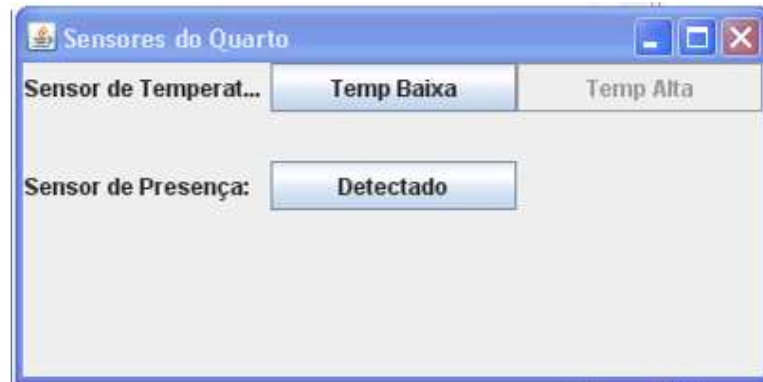 Sensores do Quarto
Sensor de Temperat... Temp Baixa Temp Alta
Sensor de Presença: Detectado